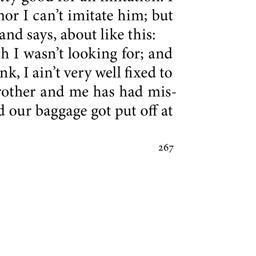 nor I can't imitate him; but
and says, about like this:
h I wasn't looking for; and
nk, I ain't very well fixed to
rother and me has had mis-
d our baggage got put off at
267